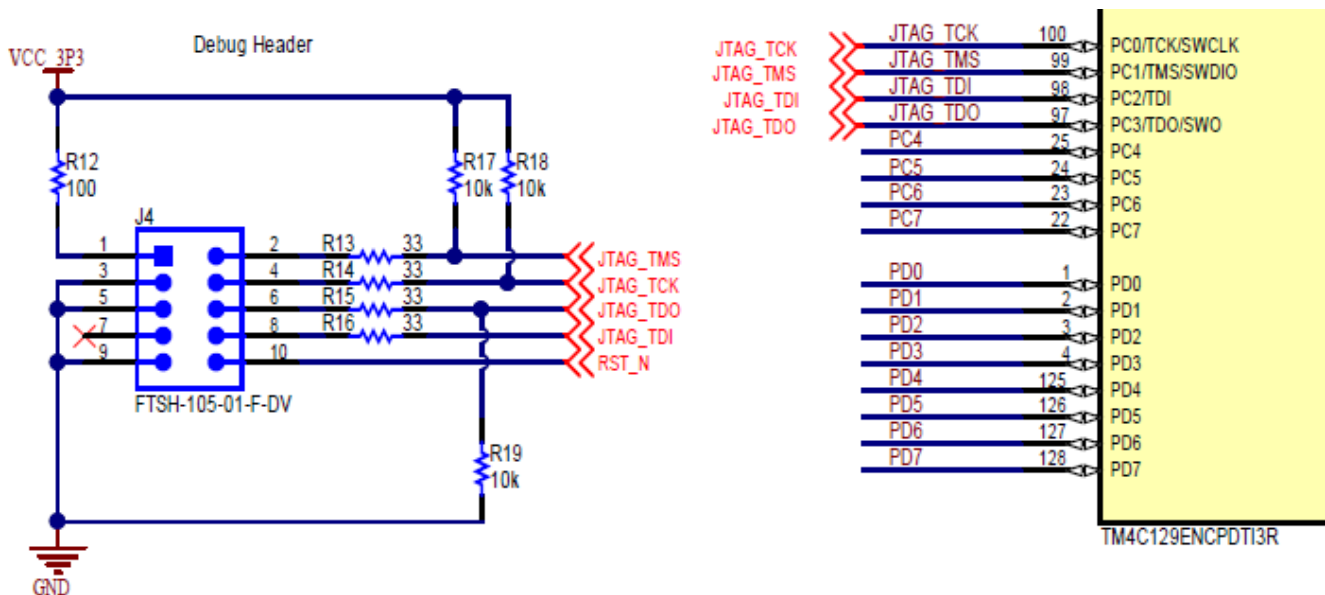 Debug Header
VCC_3P3
R12
100
R17
10k
R18
10k
J4
1
2
R13
33
JTAG_TMS
3
4
R14
33
JTAG_TCK
5
6
R15
33
JTAG_TDO
7
8
R16
33
JTAG_TDI
9
10
RST_N
FTSH-105-01-F-DV
R19
10k
GND
JTAG_TCK JTAG_TCK 100 PC0/TCK/SWCLK
JTAG_TMS JTAG_TMS 99 PC1/TMS/SWDIO
JTAG_TDI JTAG_TDI 98 PC2/TDI
JTAG_TDO JTAG_TDO 97 PC3/TDO/SWO
PC4 25 PC4
PC5 24 PC5
PC6 23 PC6
PC7 22 PC7
PD0 1 PD0
PD1 2 PD1
PD2 3 PD2
PD3 4 PD3
PD4 125 PD4
PD5 126 PD5
PD6 127 PD6
PD7 128 PD7
TM4C129ENCPDTI3R